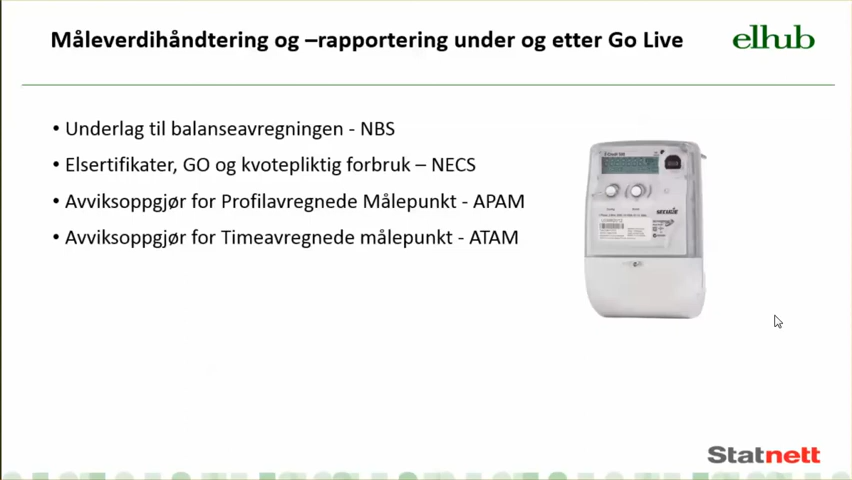 Måleverdihåndtering og –rapportering under og etter Go Live
elhub
• Underlag til balanseavregningen - NBS
• Elsertifikater, GO og kvotepliktig forbruk – NECS
• Avviksoppgjør for Profilavregnede Målepunkt - APAM
• Avviksoppgjør for Timeavregnede målepunkt - ATAM
Statnett